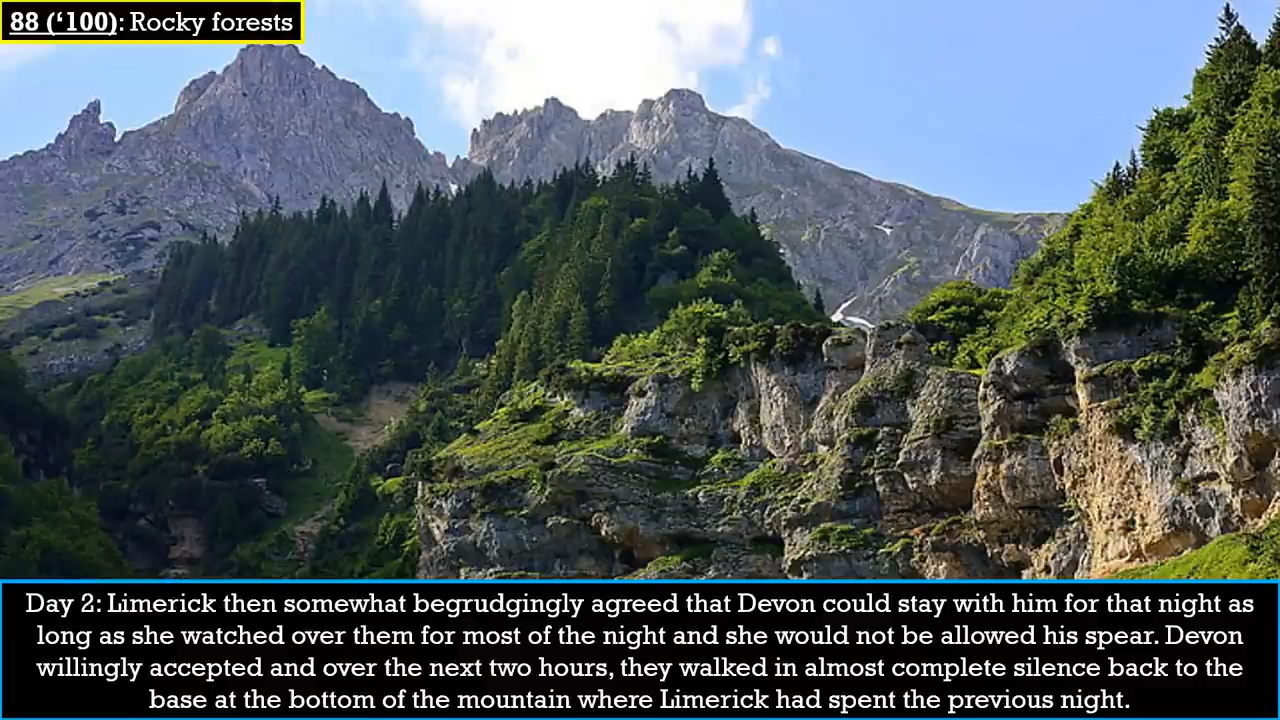 88 (‘100): Rocky forests
Day 2: Limerick then somewhat begrudgingly agreed that Devon could stay with him for that night as
long as she watched over them for most of the night and she would not be allowed his spear. Devon
willingly accepted and over the next two hours, they walked in almost complete silence back to the
base at the bottom of the mountain where Limerick had spent the previous night.